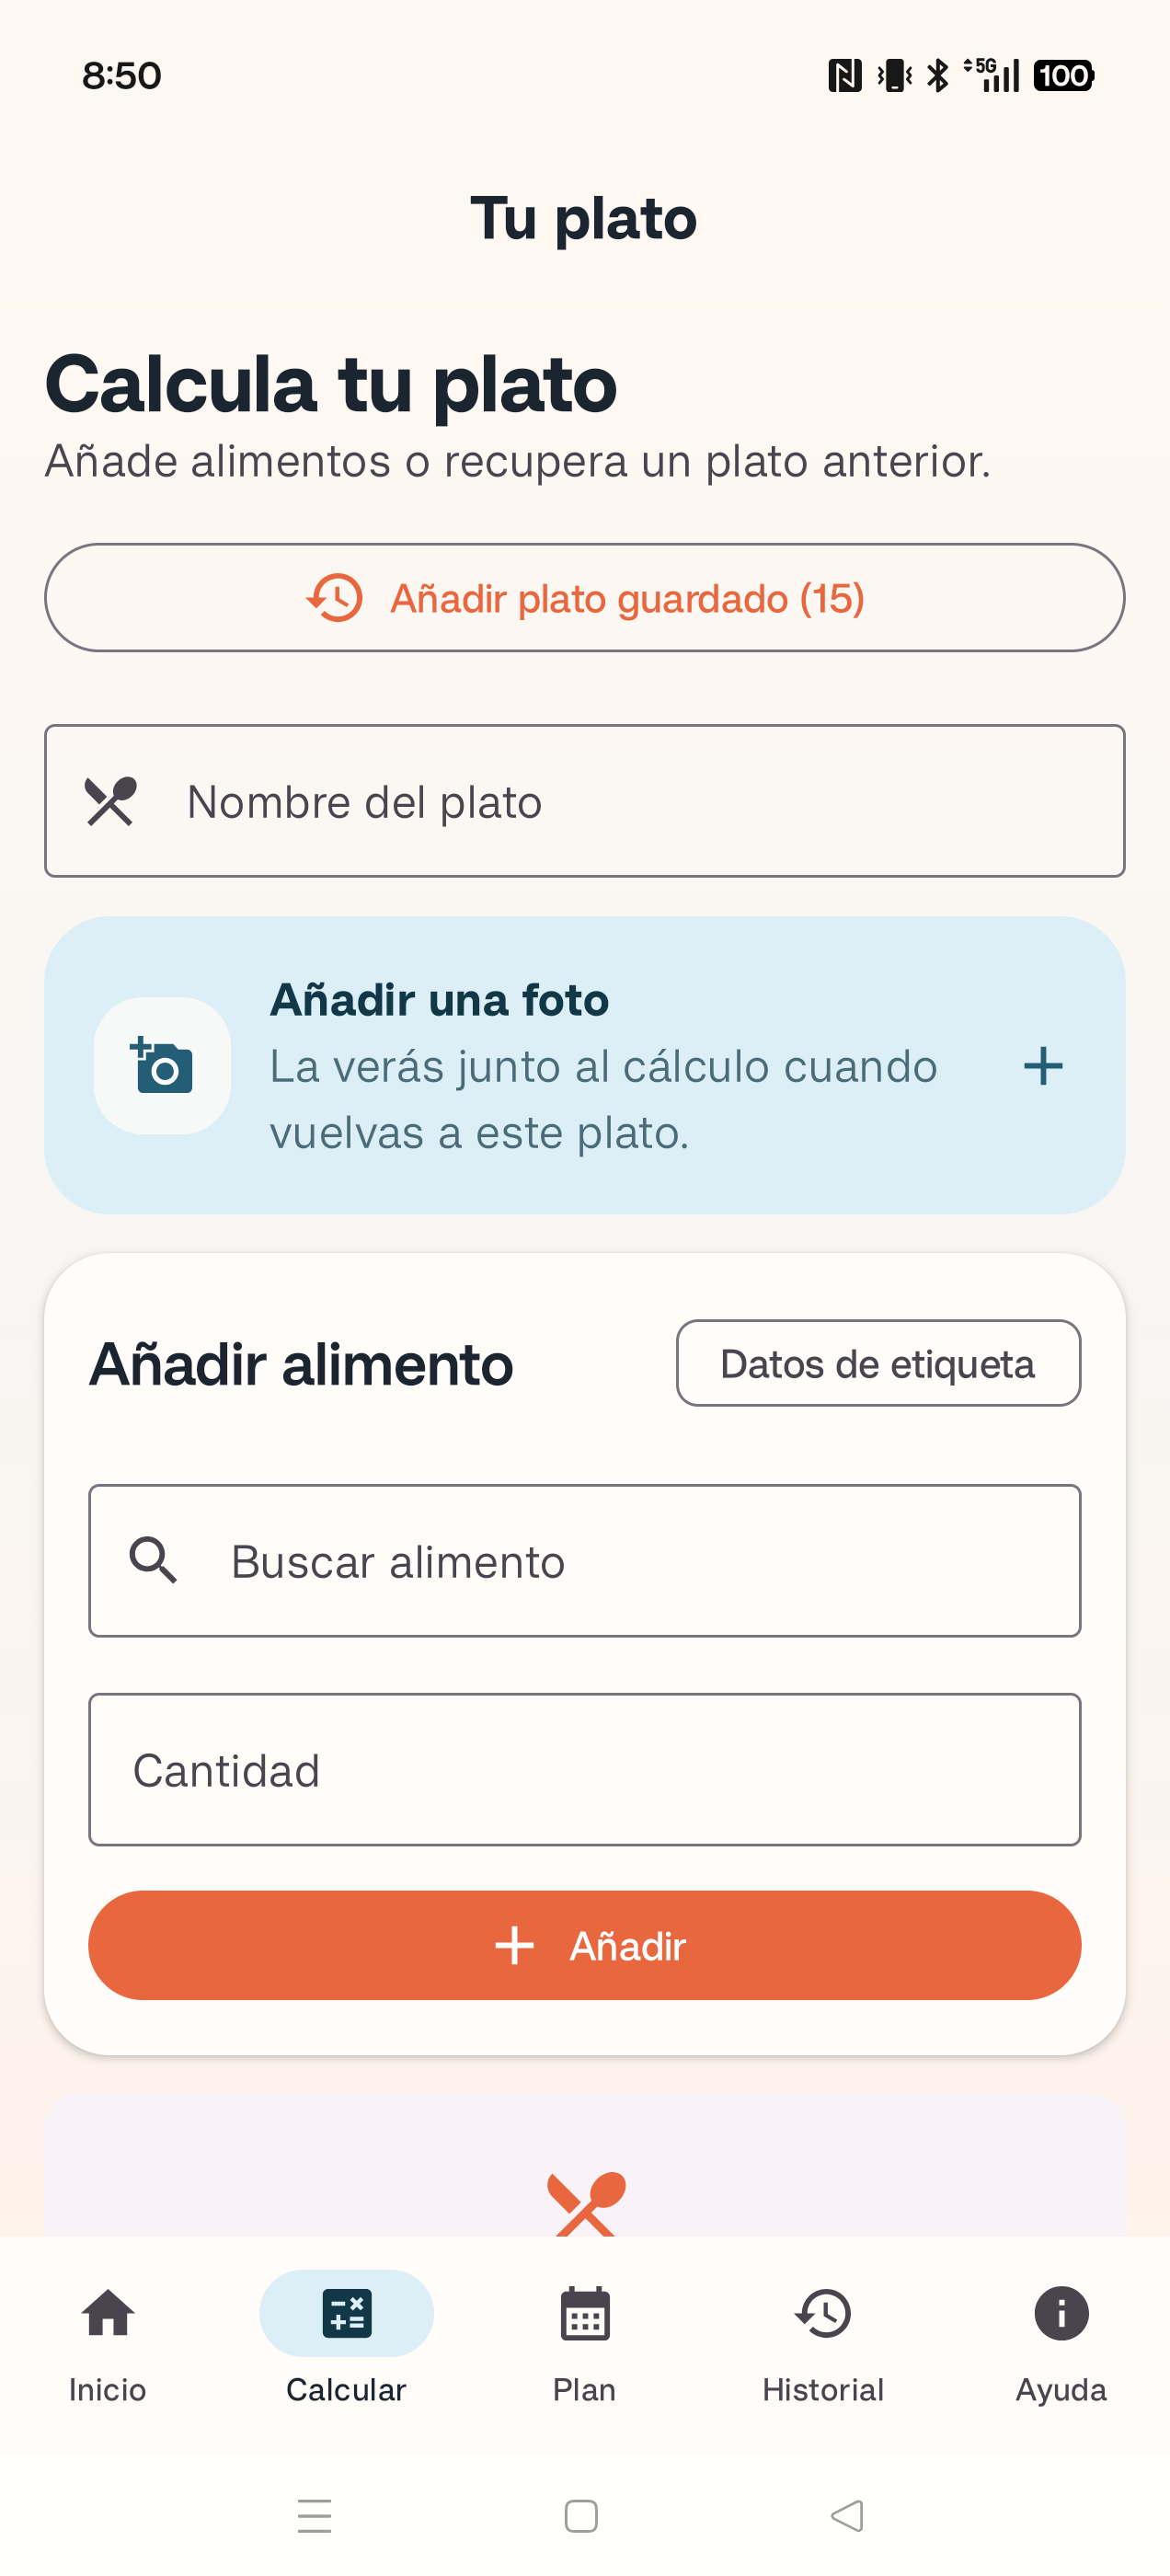 8:50
5G
100
Tu plato
Calcula tu plato
Añade alimentos o recupera un plato anterior.
Añadir plato guardado (15)
Nombre del plato
Añadir una foto
La verás junto al cálculo cuando
vuelvas a este plato.
Añadir alimento
Datos de etiqueta
Buscar alimento
Cantidad
Añadir
Inicio
Calcular
Plan
Historial
Ayuda